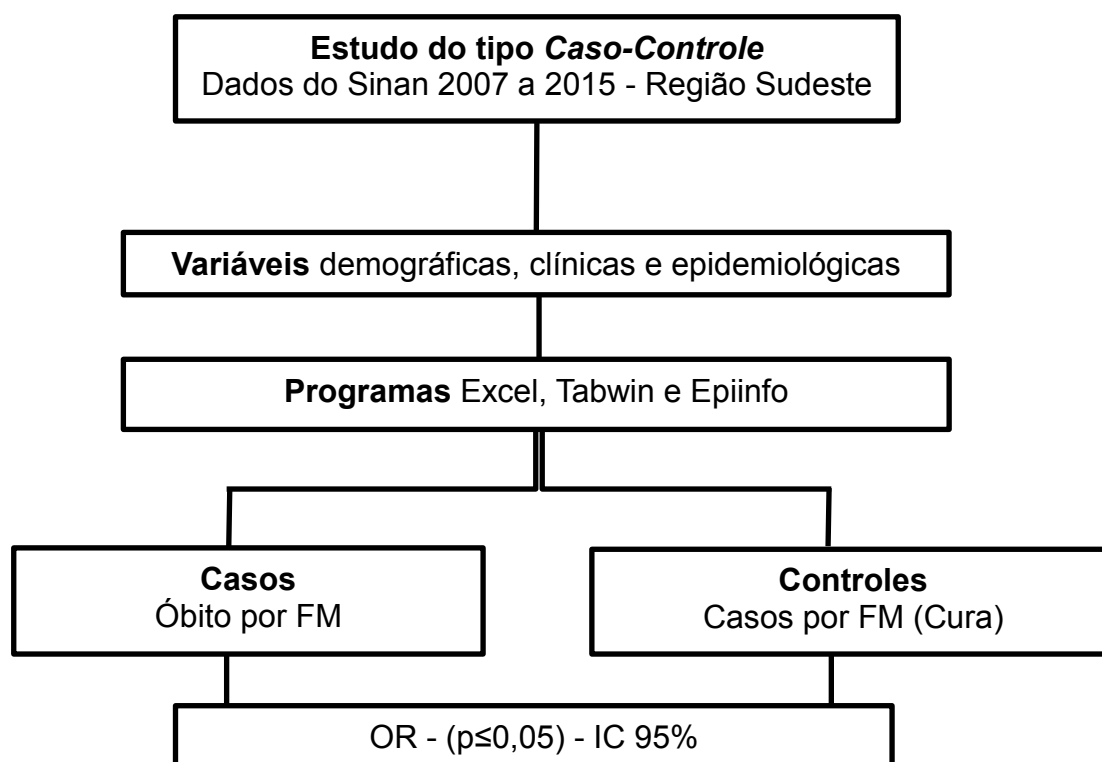 Estudo do tipo Caso-Controle
Dados do Sinan 2007 a 2015 - Região Sudeste
Variáveis demográficas, clínicas e epidemiológicas
Programas Excel, Tabwin e Epiinfo
Casos
Óbito por FM
Controles
Casos por FM (Cura)
OR - (p≤0,05) - IC 95%